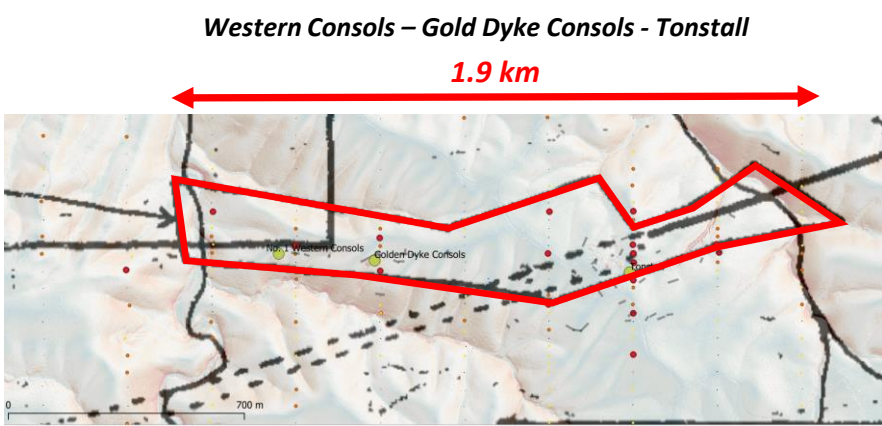 Western Consols – Gold Dyke Consols - Tonstall
1.9 km
No. 1 Western Consols
Golden Dyke Consols
0
700 m